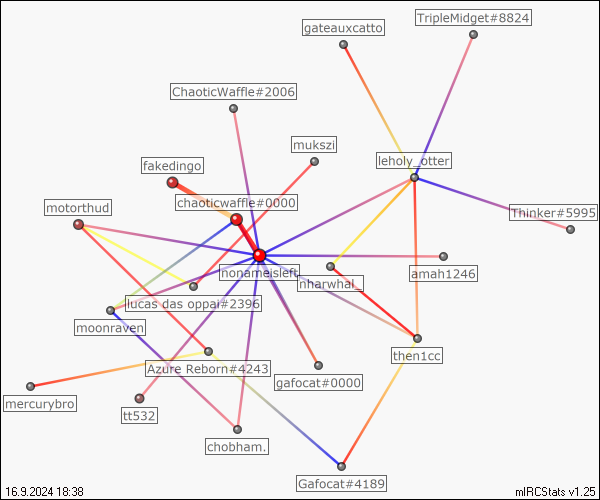 TripleMidget#8824
gateauxcatto
ChaoticWaffle#2006
mukszi
leholy_otter
fakedingo
chaoticwaffle#0000
motorthud
Thinker#5995
nonameisleft
amah1246
nharwhal_
lucas das oppai#2396
moonraven
then1cc
Azure Reborn#4243
gafocat#0000
mercurybro
tt532
chobham.
Gafocat#4189
16.9.2024 18:38
mIRCStats v1.25